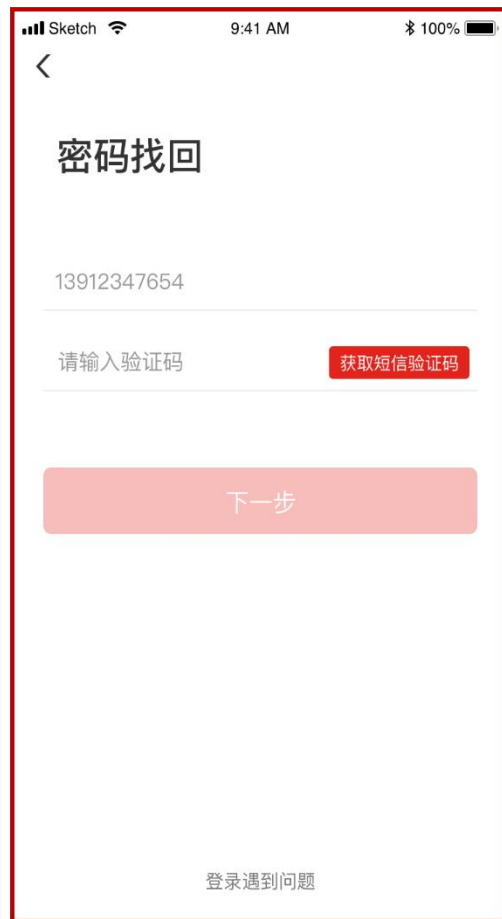 Sketch 9:41 AM 100%
密码找回
13912347654
请输入验证码 获取短信验证码
下一步
登录遇到问题